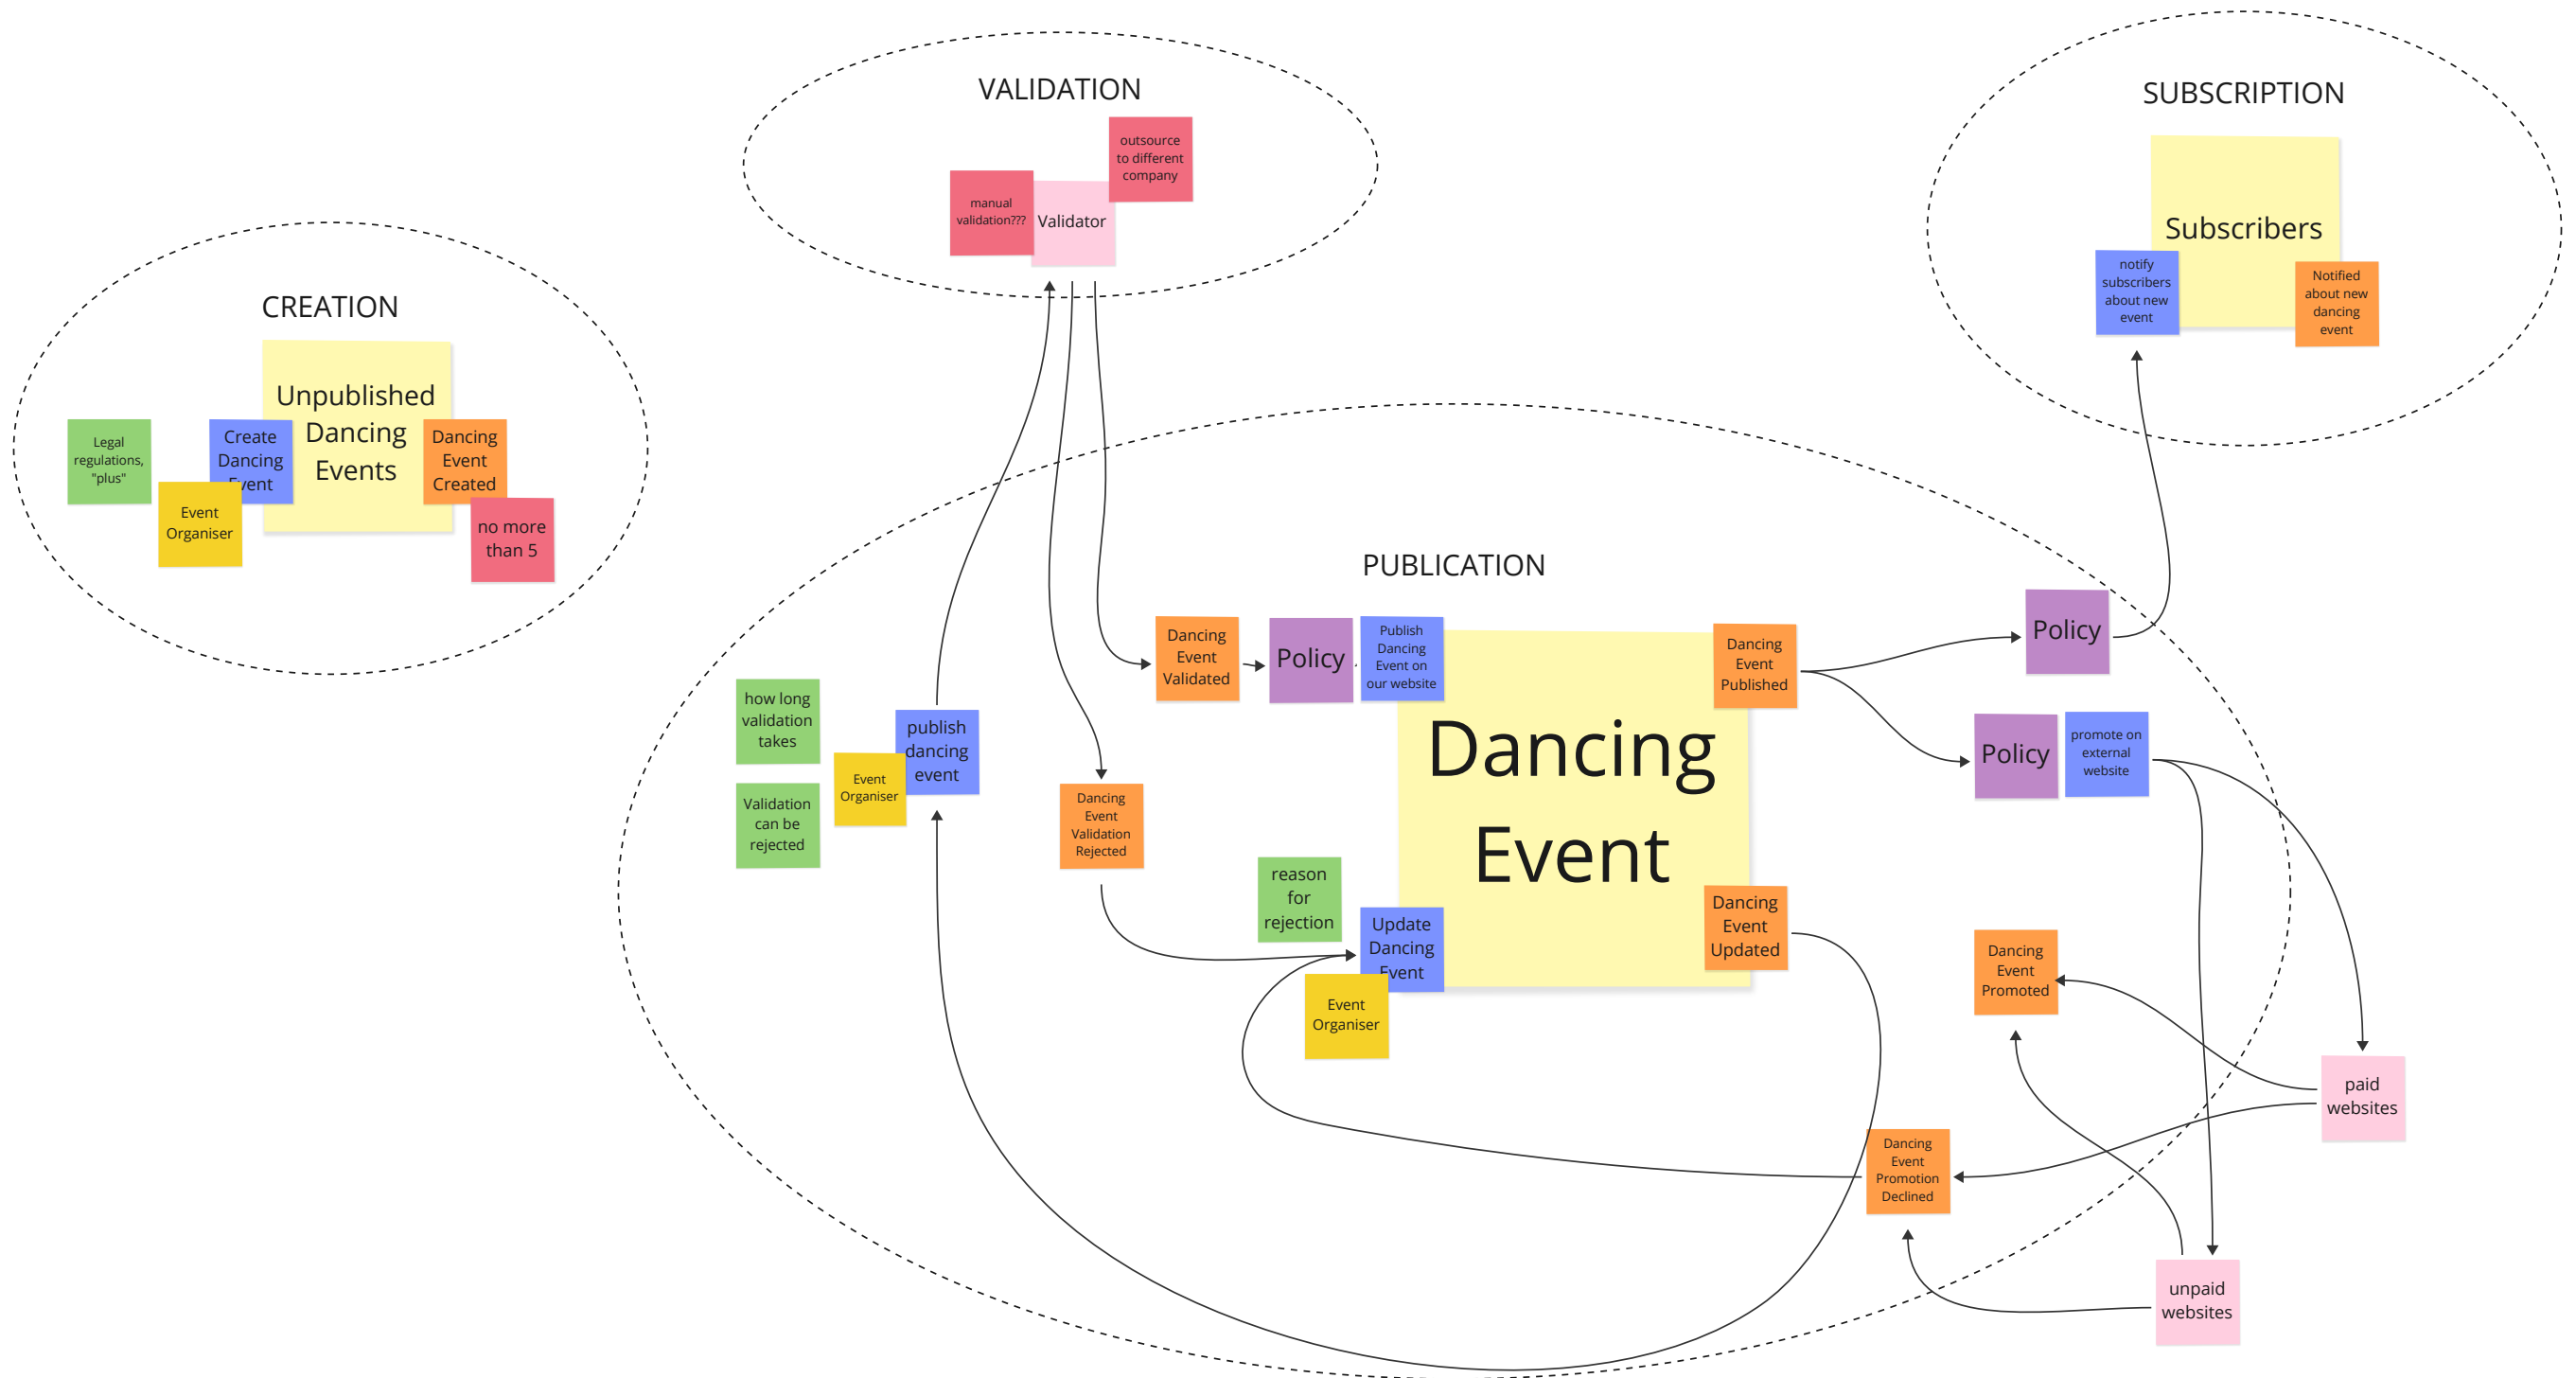 VALIDATION
outsource
to different
company
manual
validation???
Validator
SUBSCRIPTION
Subscribers
notify
subscribers
about new
event
Notified
about new
dancing
event
CREATION
Unpublished
Dancing
Events
Legal
regulations,
"plus"
Create
Dancing
Event
Event
Organiser
Dancing
Event
Created
no more
than 5
PUBLICATION
Dancing
Event
Validated
Policy
Publish
Dancing
Event on
our website
Dancing
Event
Dancing
Event
Published
Policy
Policy
promote on
external
website
how long
validation
takes
Validation
can be
rejected
publish
dancing
event
Event
Organiser
Dancing
Event
Validation
Rejected
reason
for
rejection
Update
Dancing
Event
Event
Organiser
Dancing
Event
Updated
Dancing
Event
Promoted
paid
websites
Dancing
Event
Promotion
Declined
unpaid
websites